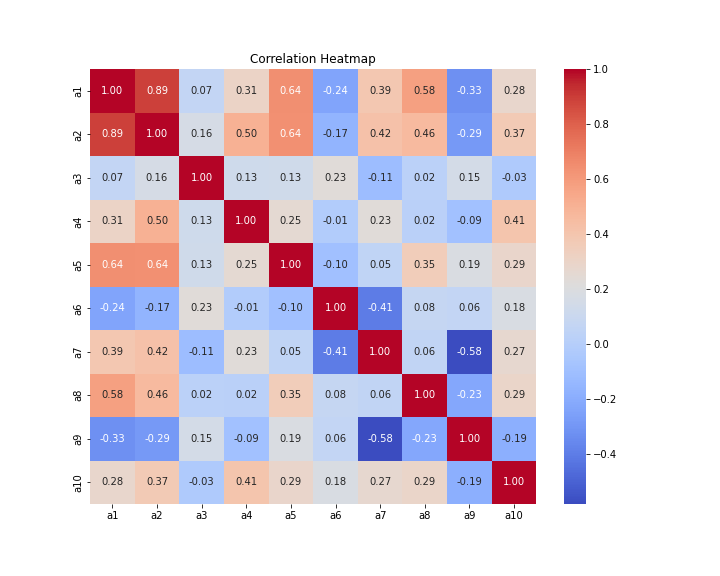 Correlation Heatmap
a1 1.00 0.89 0.07 0.31 0.64 -0.24 0.39 0.58 -0.33 0.28
a2 0.89 1.00 0.16 0.50 0.64 -0.17 0.42 0.46 -0.29 0.37
a3 0.07 0.16 1.00 0.13 0.13 0.23 -0.11 0.02 0.15 -0.03
a4 0.31 0.50 0.13 1.00 0.25 -0.01 0.23 0.02 -0.09 0.41
a5 0.64 0.64 0.13 0.25 1.00 -0.10 0.05 0.35 0.19 0.29
a6 -0.24 -0.17 0.23 -0.01 -0.10 1.00 -0.41 0.08 0.06 0.18
a7 0.39 0.42 -0.11 0.23 0.05 -0.41 1.00 0.06 -0.58 0.27
a8 0.58 0.46 0.02 0.02 0.35 0.08 0.06 1.00 -0.23 0.29
a9 -0.33 -0.29 0.15 -0.09 0.19 0.06 -0.58 -0.23 1.00 -0.19
a10 0.28 0.37 -0.03 0.41 0.29 0.18 0.27 0.29 -0.19 1.00
a1 a2 a3 a4 a5 a6 a7 a8 a9 a10
1.0
0.8
0.6
0.4
0.2
0.0
−0.2
−0.4